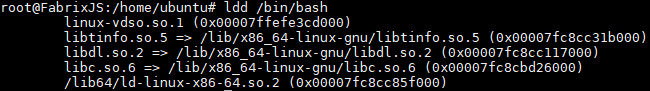 root@FabrixJS:/home/ubuntu# ldd /bin/bash
linux-vdso.so.1 (0x00007ffefe3cd000)
libtinfo.so.5 => /lib/x86_64-linux-gnu/libtinfo.so.5 (0x00007fc8cc31b000)
libdl.so.2 => /lib/x86_64-linux-gnu/libdl.so.2 (0x00007fc8cc117000)
libc.so.6 => /lib/x86_64-linux-gnu/libc.so.6 (0x00007fc8cbd26000)
/lib64/ld-linux-x86-64.so.2 (0x00007fc8cc85f000)